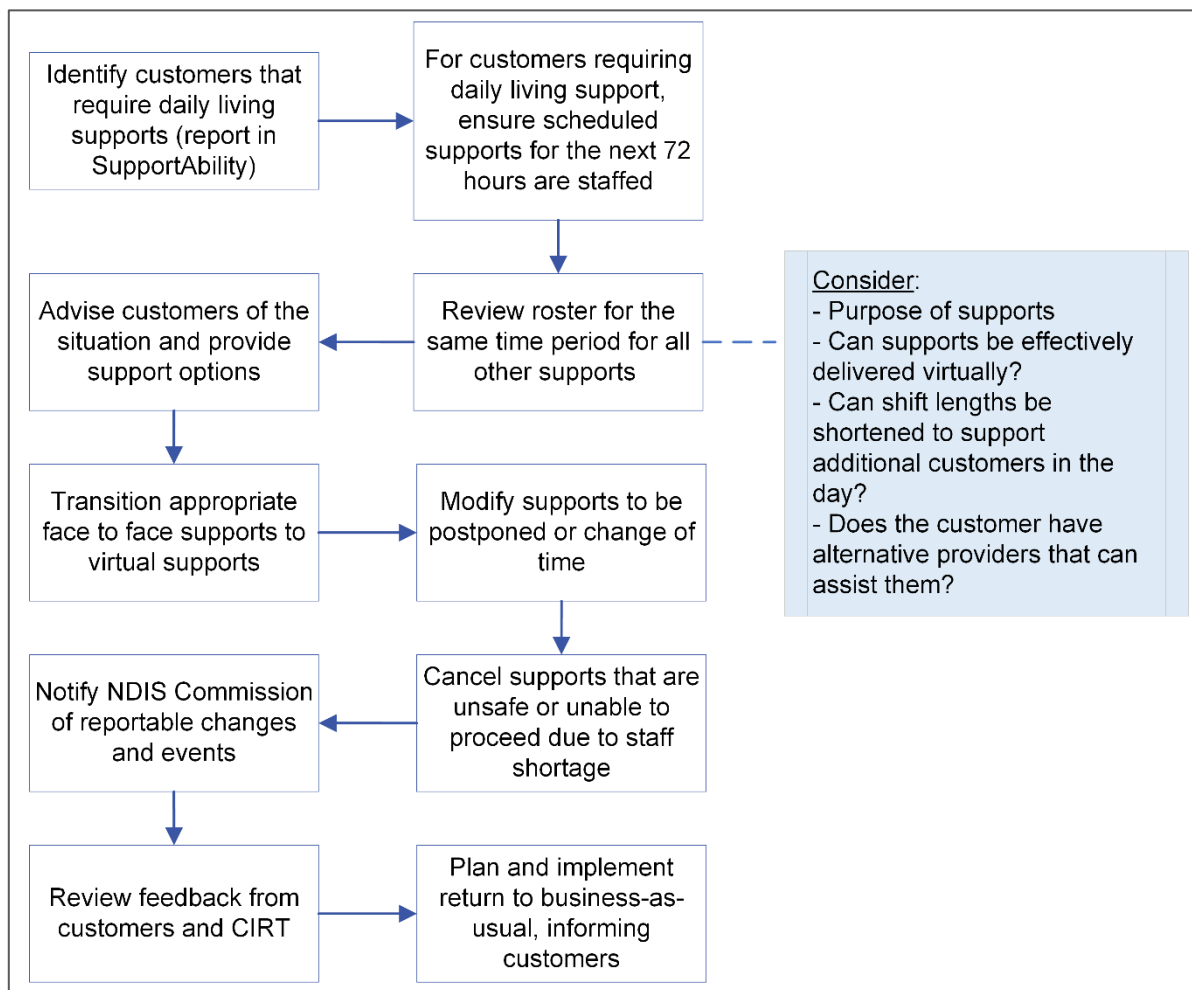 Identify customers that
require daily living
supports (report in
SupportAbility)
For customers requiring
daily living support,
ensure scheduled
supports for the next 72
hours are staffed
Review roster for the
same time period for all
other supports
Consider:
- Purpose of supports
- Can supports be effectively
delivered virtually?
- Can shift lengths be
shortened to support
additional customers in the
day?
- Does the customer have
alternative providers that can
assist them?
Advise customers of the
situation and provide
support options
Transition appropriate
face to face supports to
virtual supports
Modify supports to be
postponed or change of
time
Cancel supports that are
unsafe or unable to
proceed due to staff
shortage
Notify NDIS Commission
of reportable changes
and events
Review feedback from
customers and CIRT
Plan and implement
return to business-as-
usual, informing
customers